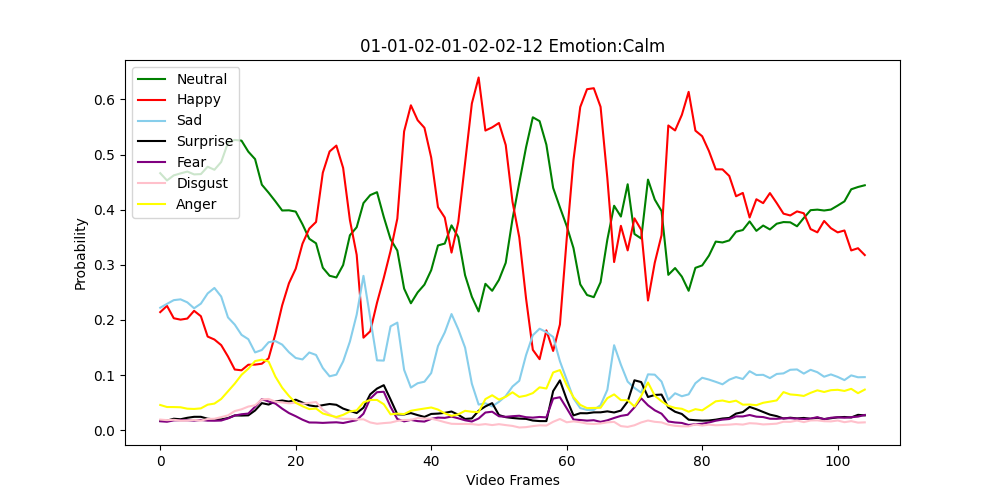 01-01-02-01-02-02-12 Emotion:Calm
Neutral
Happy
Sad
Surprise
Fear
Disgust
Anger
Probability
0.6
0.5
0.4
0.3
0.2
0.1
0.0
0 20 40 60 80 100
Video Frames